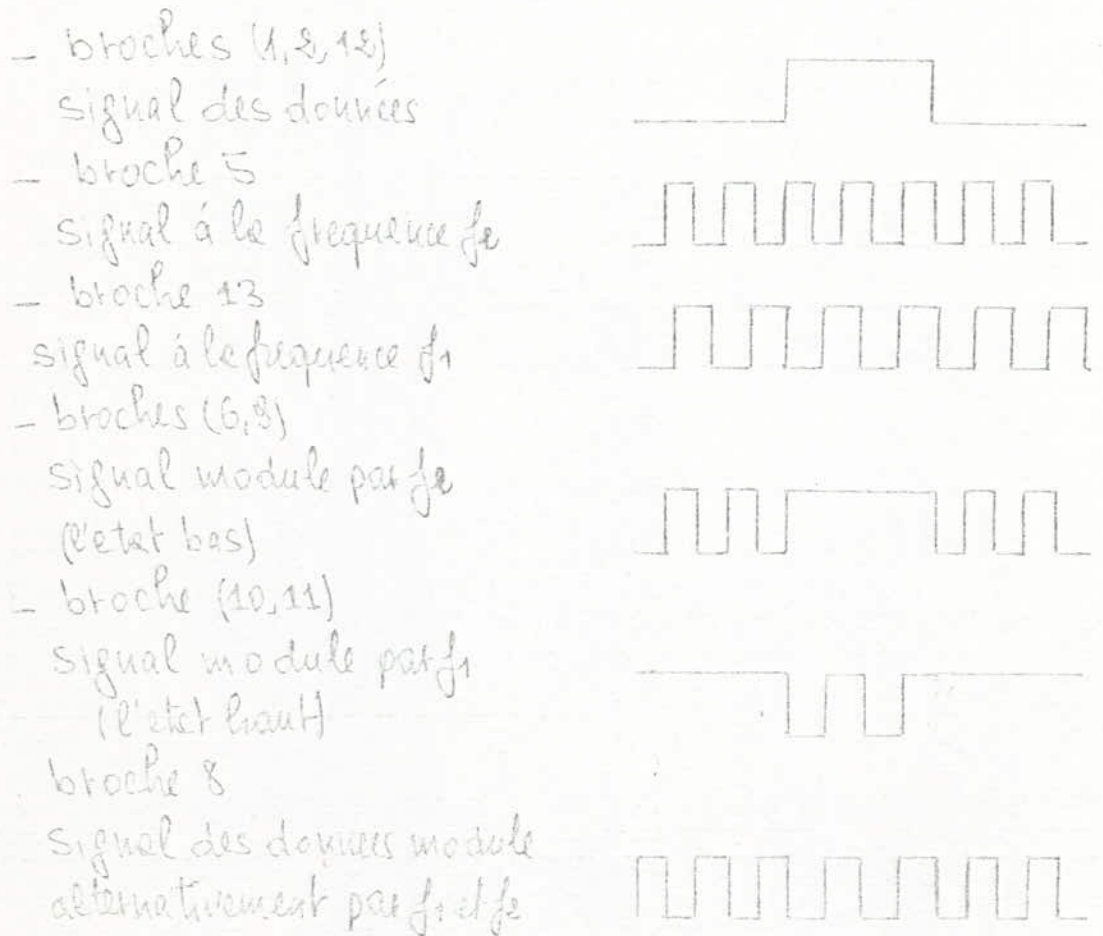 - broches (1,2,12)
signal des données
- broche 5
signal á la frequence f2
- broche 13
signal á la frequence f1
- broches (6,9)
signal module par f2
(l'etat bas)
- broche (10,11)
signal module par f1
(l'etat haut)
broche 8
signal des donnees module
alternativement par f1 et f2